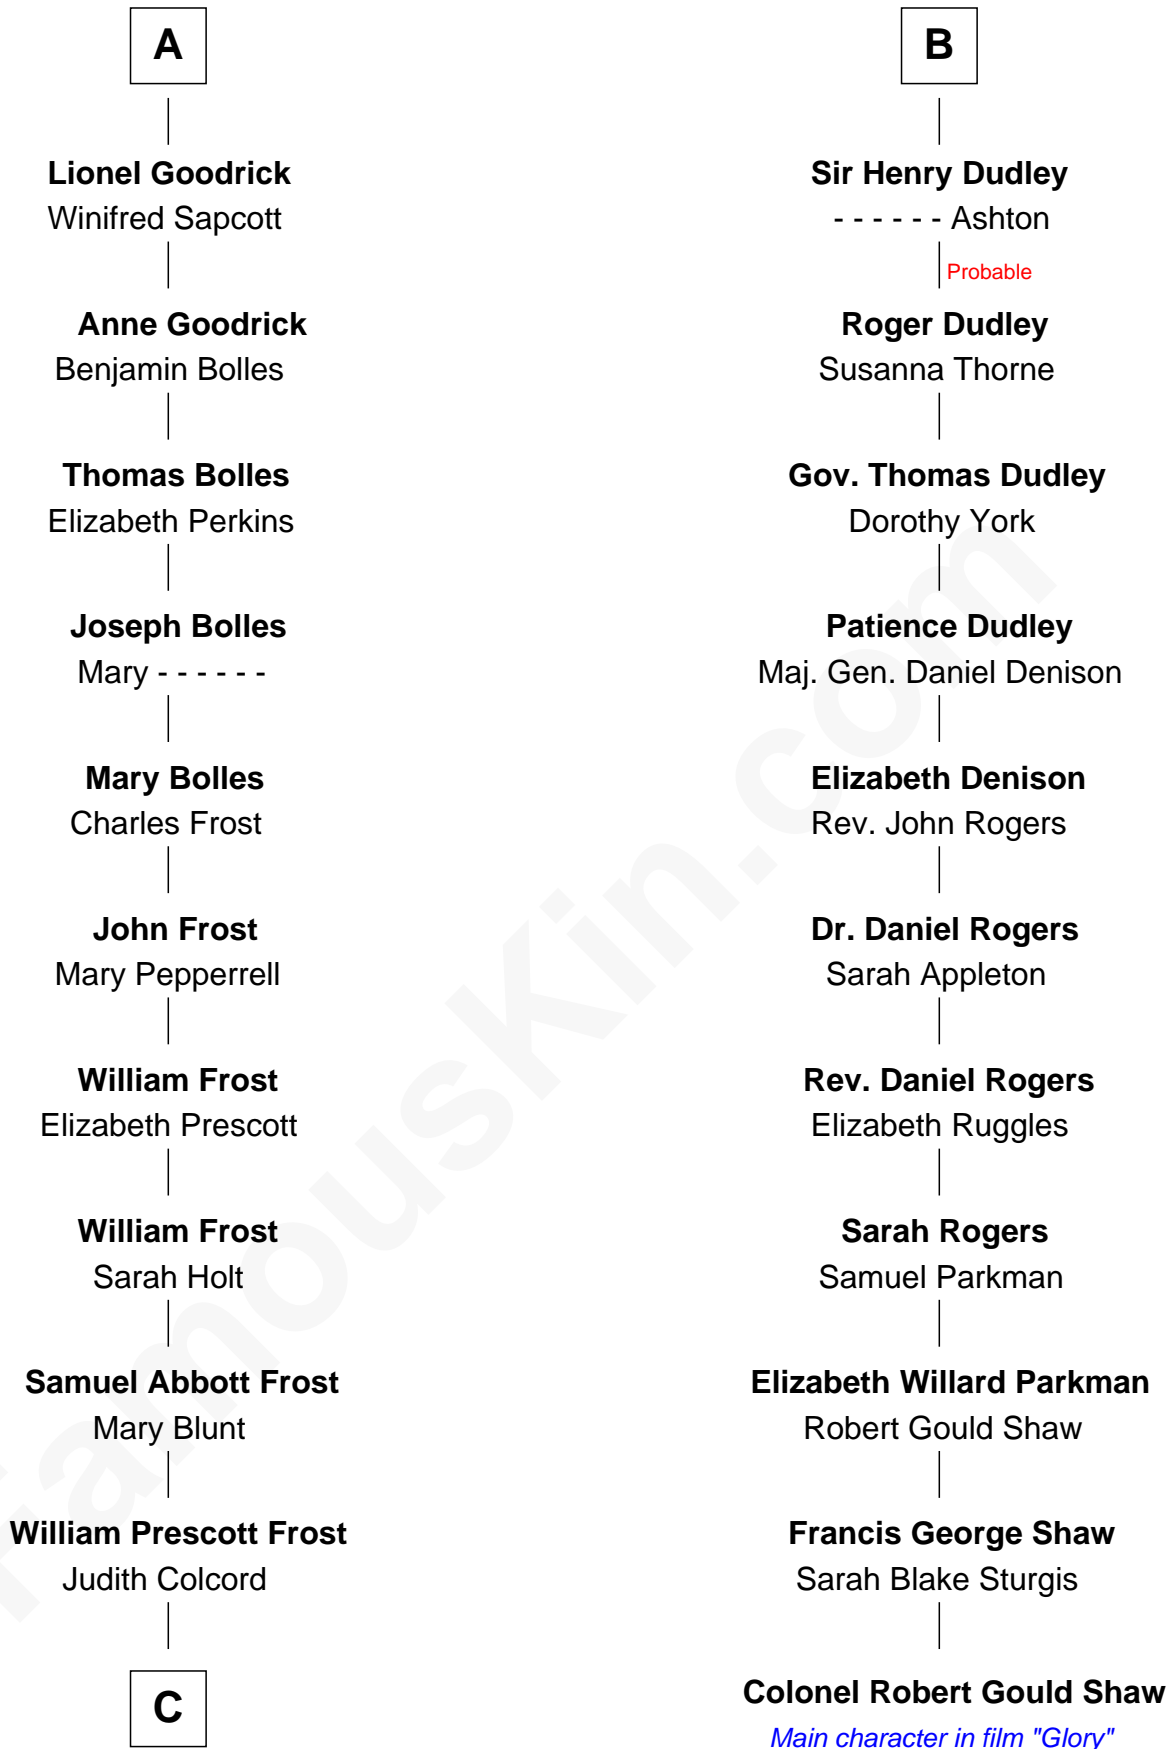 A
Lionel Goodrick
Winifred Sapcott
Anne Goodrick
Benjamin Bolles
Thomas Bolles
Elizabeth Perkins
Joseph Bolles
Mary - - - - - -
Mary Bolles
Charles Frost
John Frost
Mary Pepperrell
William Frost
Elizabeth Prescott
William Frost
Sarah Holt
Samuel Abbott Frost
Mary Blunt
William Prescott Frost
Judith Colcord
C
B
Sir Henry Dudley
- - - - - - Ashton
Probable
Roger Dudley
Susanna Thorne
Gov. Thomas Dudley
Dorothy York
Patience Dudley
Maj. Gen. Daniel Denison
Elizabeth Denison
Rev. John Rogers
Dr. Daniel Rogers
Sarah Appleton
Rev. Daniel Rogers
Elizabeth Ruggles
Sarah Rogers
Samuel Parkman
Elizabeth Willard Parkman
Robert Gould Shaw
Francis George Shaw
Sarah Blake Sturgis
Colonel Robert Gould Shaw
Main character in film "Glory"
FamousKin.com